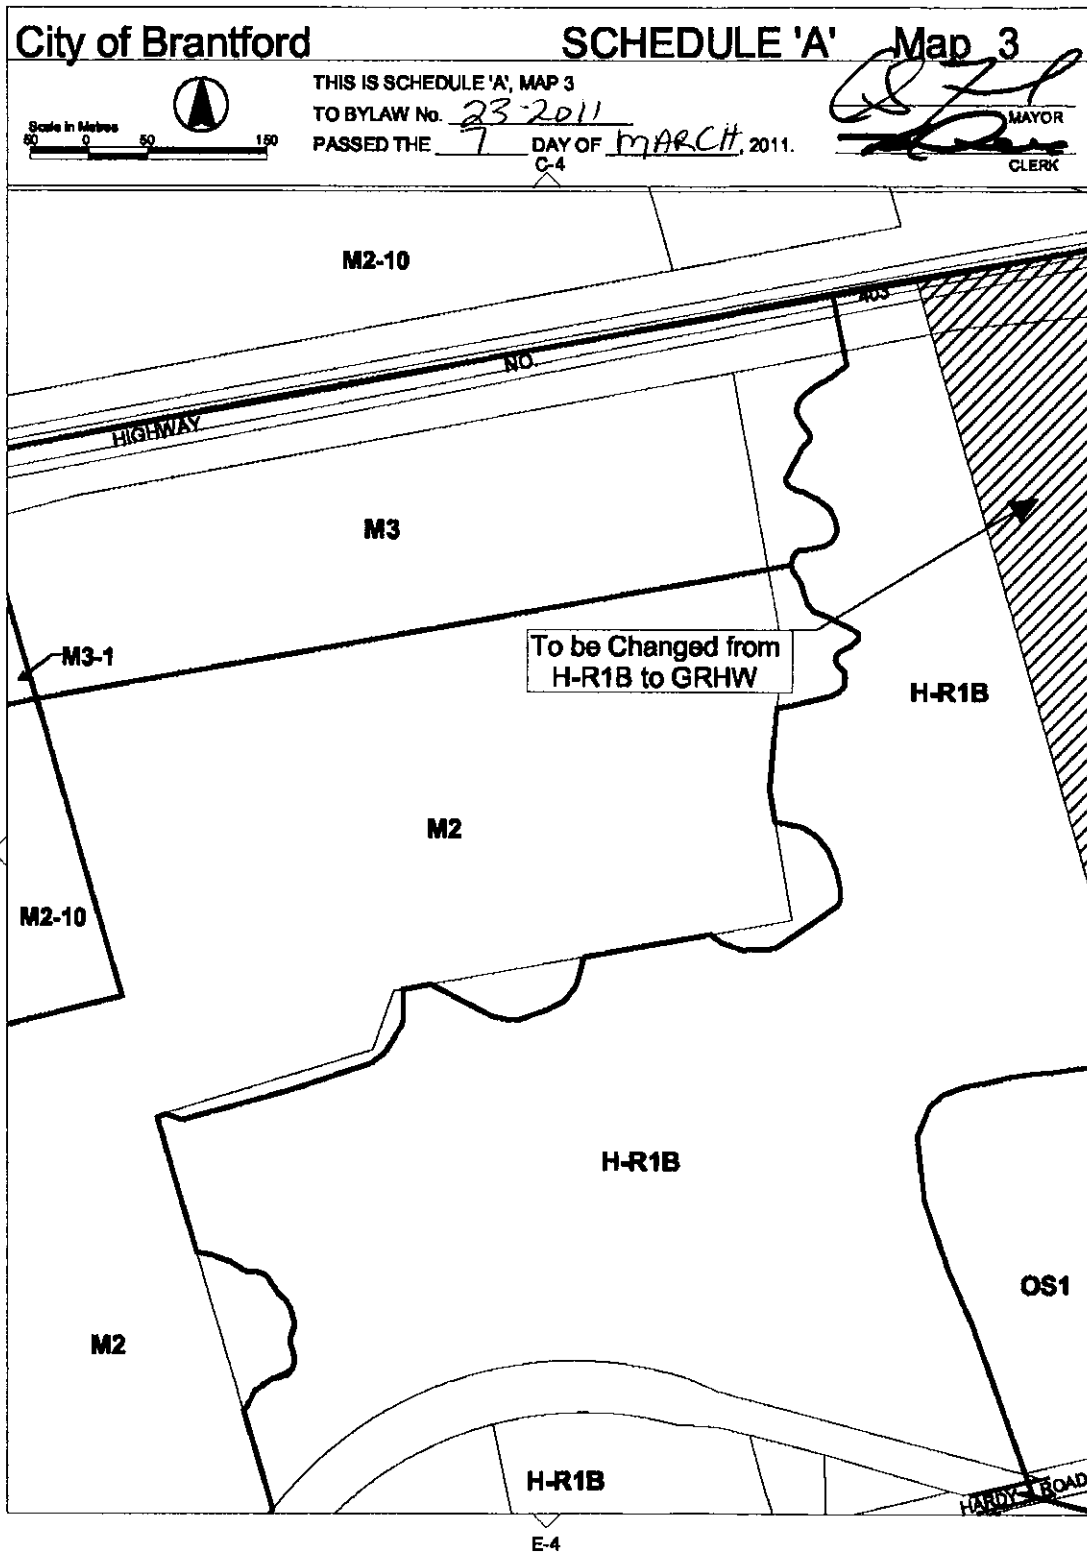 City of Brantford SCHEDULE 'A' Map 3
THIS IS SCHEDULE 'A', MAP 3
TO BYLAW No. 23-2011
PASSED THE 7 DAY OF MARCH, 2011.
MAYOR
CLERK
Scale in Metres
50 0 50 150
C-4
M2-10
403
NO.
HIGHWAY
M3
M3-1
To be Changed from
H-R1B to GRHW
H-R1B
M2
M2-10
H-R1B
OS1
M2
H-R1B
HARDY ROAD
E-4